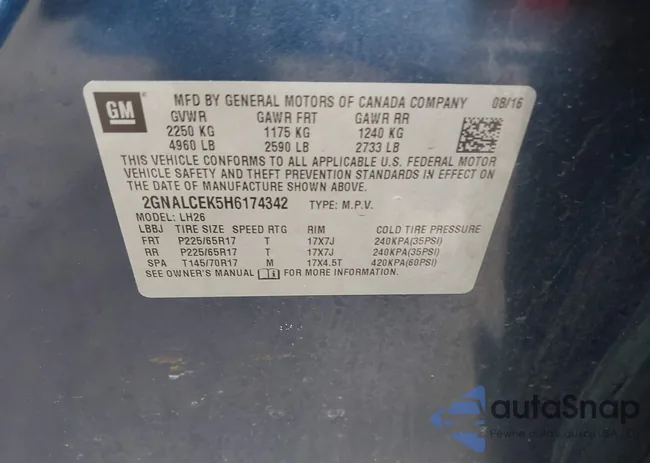 GM
MFD BY GENERAL MOTORS OF CANADA COMPANY 08/16
GVWR GAWR FRT GAWR RR
2250 KG 1175 KG 1240 KG
4960 LB 2590 LB 2733 LB
THIS VEHICLE CONFORMS TO ALL APPLICABLE U.S. FEDERAL MOTOR
VEHICLE SAFETY AND THEFT PREVENTION STANDARDS IN EFFECT ON
THE DATE OF MANUFACTURE SHOWN ABOVE.
2GNALCEK5H6174342 TYPE: M.P.V.
MODEL: LH26
LBBJ TIRE SIZE SPEED RTG RIM COLD TIRE PRESSURE
FRT P225/65R17 T 17X7J 240KPA(35PSI)
RR P225/65R17 T 17X7J 240KPA(35PSI)
SPA T145/70R17 M 17X4.5T 420KPA(60PSI)
SEE OWNER'S MANUAL FOR MORE INFORMATION
autoSnap
Pewne auta z